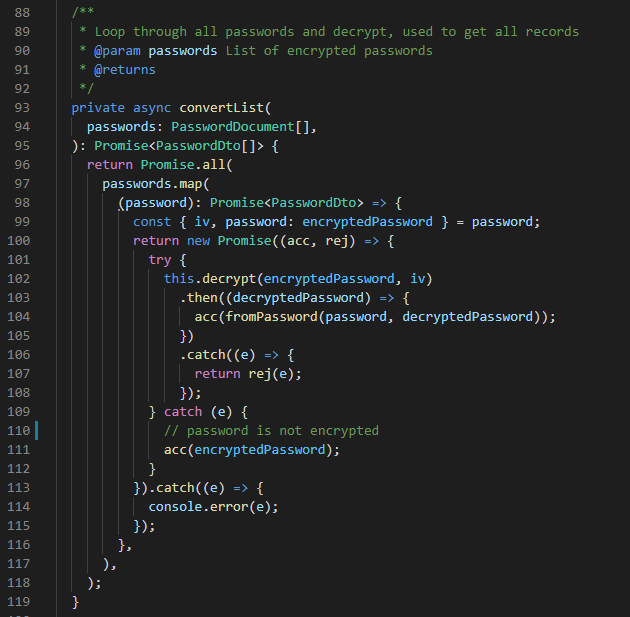 88 /**
89  * Loop through all passwords and decrypt, used to get all records
90  * @param passwords List of encrypted passwords
91  * @returns
92  */
93 private async convertList(
94   passwords: PasswordDocument[],
95 ): Promise<PasswordDto[]> {
96   return Promise.all(
97     passwords.map(
98       (password): Promise<PasswordDto> => {
99         const { iv, password: encryptedPassword } = password;
100         return new Promise((acc, rej) => {
101           try {
102             this.decrypt(encryptedPassword, iv)
103               .then((decryptedPassword) => {
104                 acc(fromPassword(password, decryptedPassword));
105               })
106               .catch((e) => {
107                 return rej(e);
108               });
109           } catch (e) {
110             // password is not encrypted
111             acc(encryptedPassword);
112           }
113         }).catch((e) => {
114           console.error(e);
115         });
116       },
117     ),
118   );
119 }